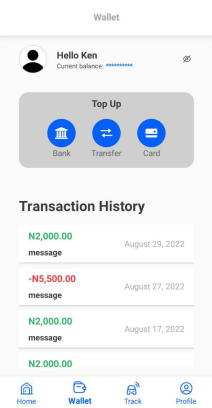 Wallet
Hello Ken
Current balance: **********
Top Up
Bank Transfer Card
Transaction History
N2,000.00
August 29, 2022
message
-N5,500.00
August 27, 2022
message
N2,000.00
August 17, 2022
message
N2,000.00
Home Wallet Track Profile